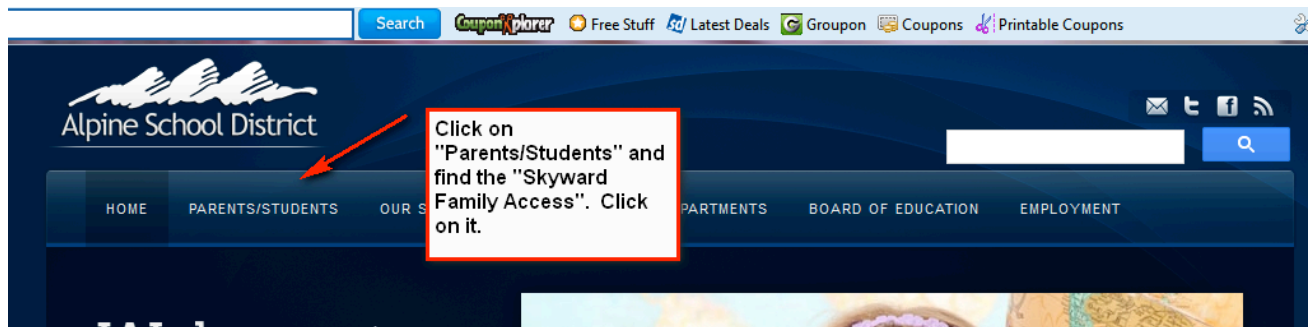 Search CouponXplorer Free Stuff Latest Deals Groupon Coupons Printable Coupons
Alpine School District
Click on
"Parents/Students" and
find the "Skyward
Family Access". Click
on it.
HOME PARENTS/STUDENTS OUR BOARD OF EDUCATION EMPLOYMENT